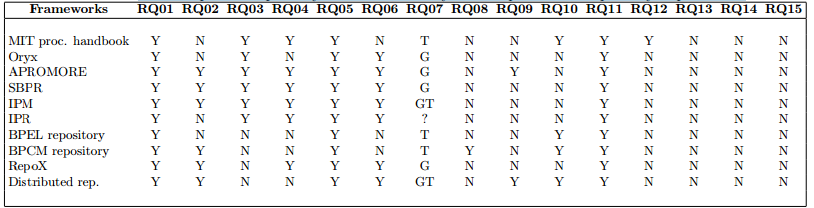 Frameworks RQ01 RQ02 RQ03 RQ04 RQ05 RQ06 RQ07 RQ08 RQ09 RQ10 RQ11 RQ12 RQ13 RQ14 RQ15
MIT proc. handbook Y N Y Y Y N T N N Y Y Y N N N
Oryx Y N Y N Y Y G N N N Y N N N N
APROMORE Y Y Y Y Y Y G N Y N Y N N N N
SBPR Y Y Y Y Y Y G N N N Y N N N N
IPM Y Y Y Y Y Y GT N N N Y N N N N
IPR Y N Y Y Y Y ? N N N Y N N N N
BPEL repository Y N N N Y N T N N Y Y N N N N
BPCM repository Y Y N N Y N T Y N Y Y N N N N
RepoX Y Y N Y Y Y G N N N Y N N N N
Distributed rep. Y Y N N Y Y GT N Y Y Y N N N N